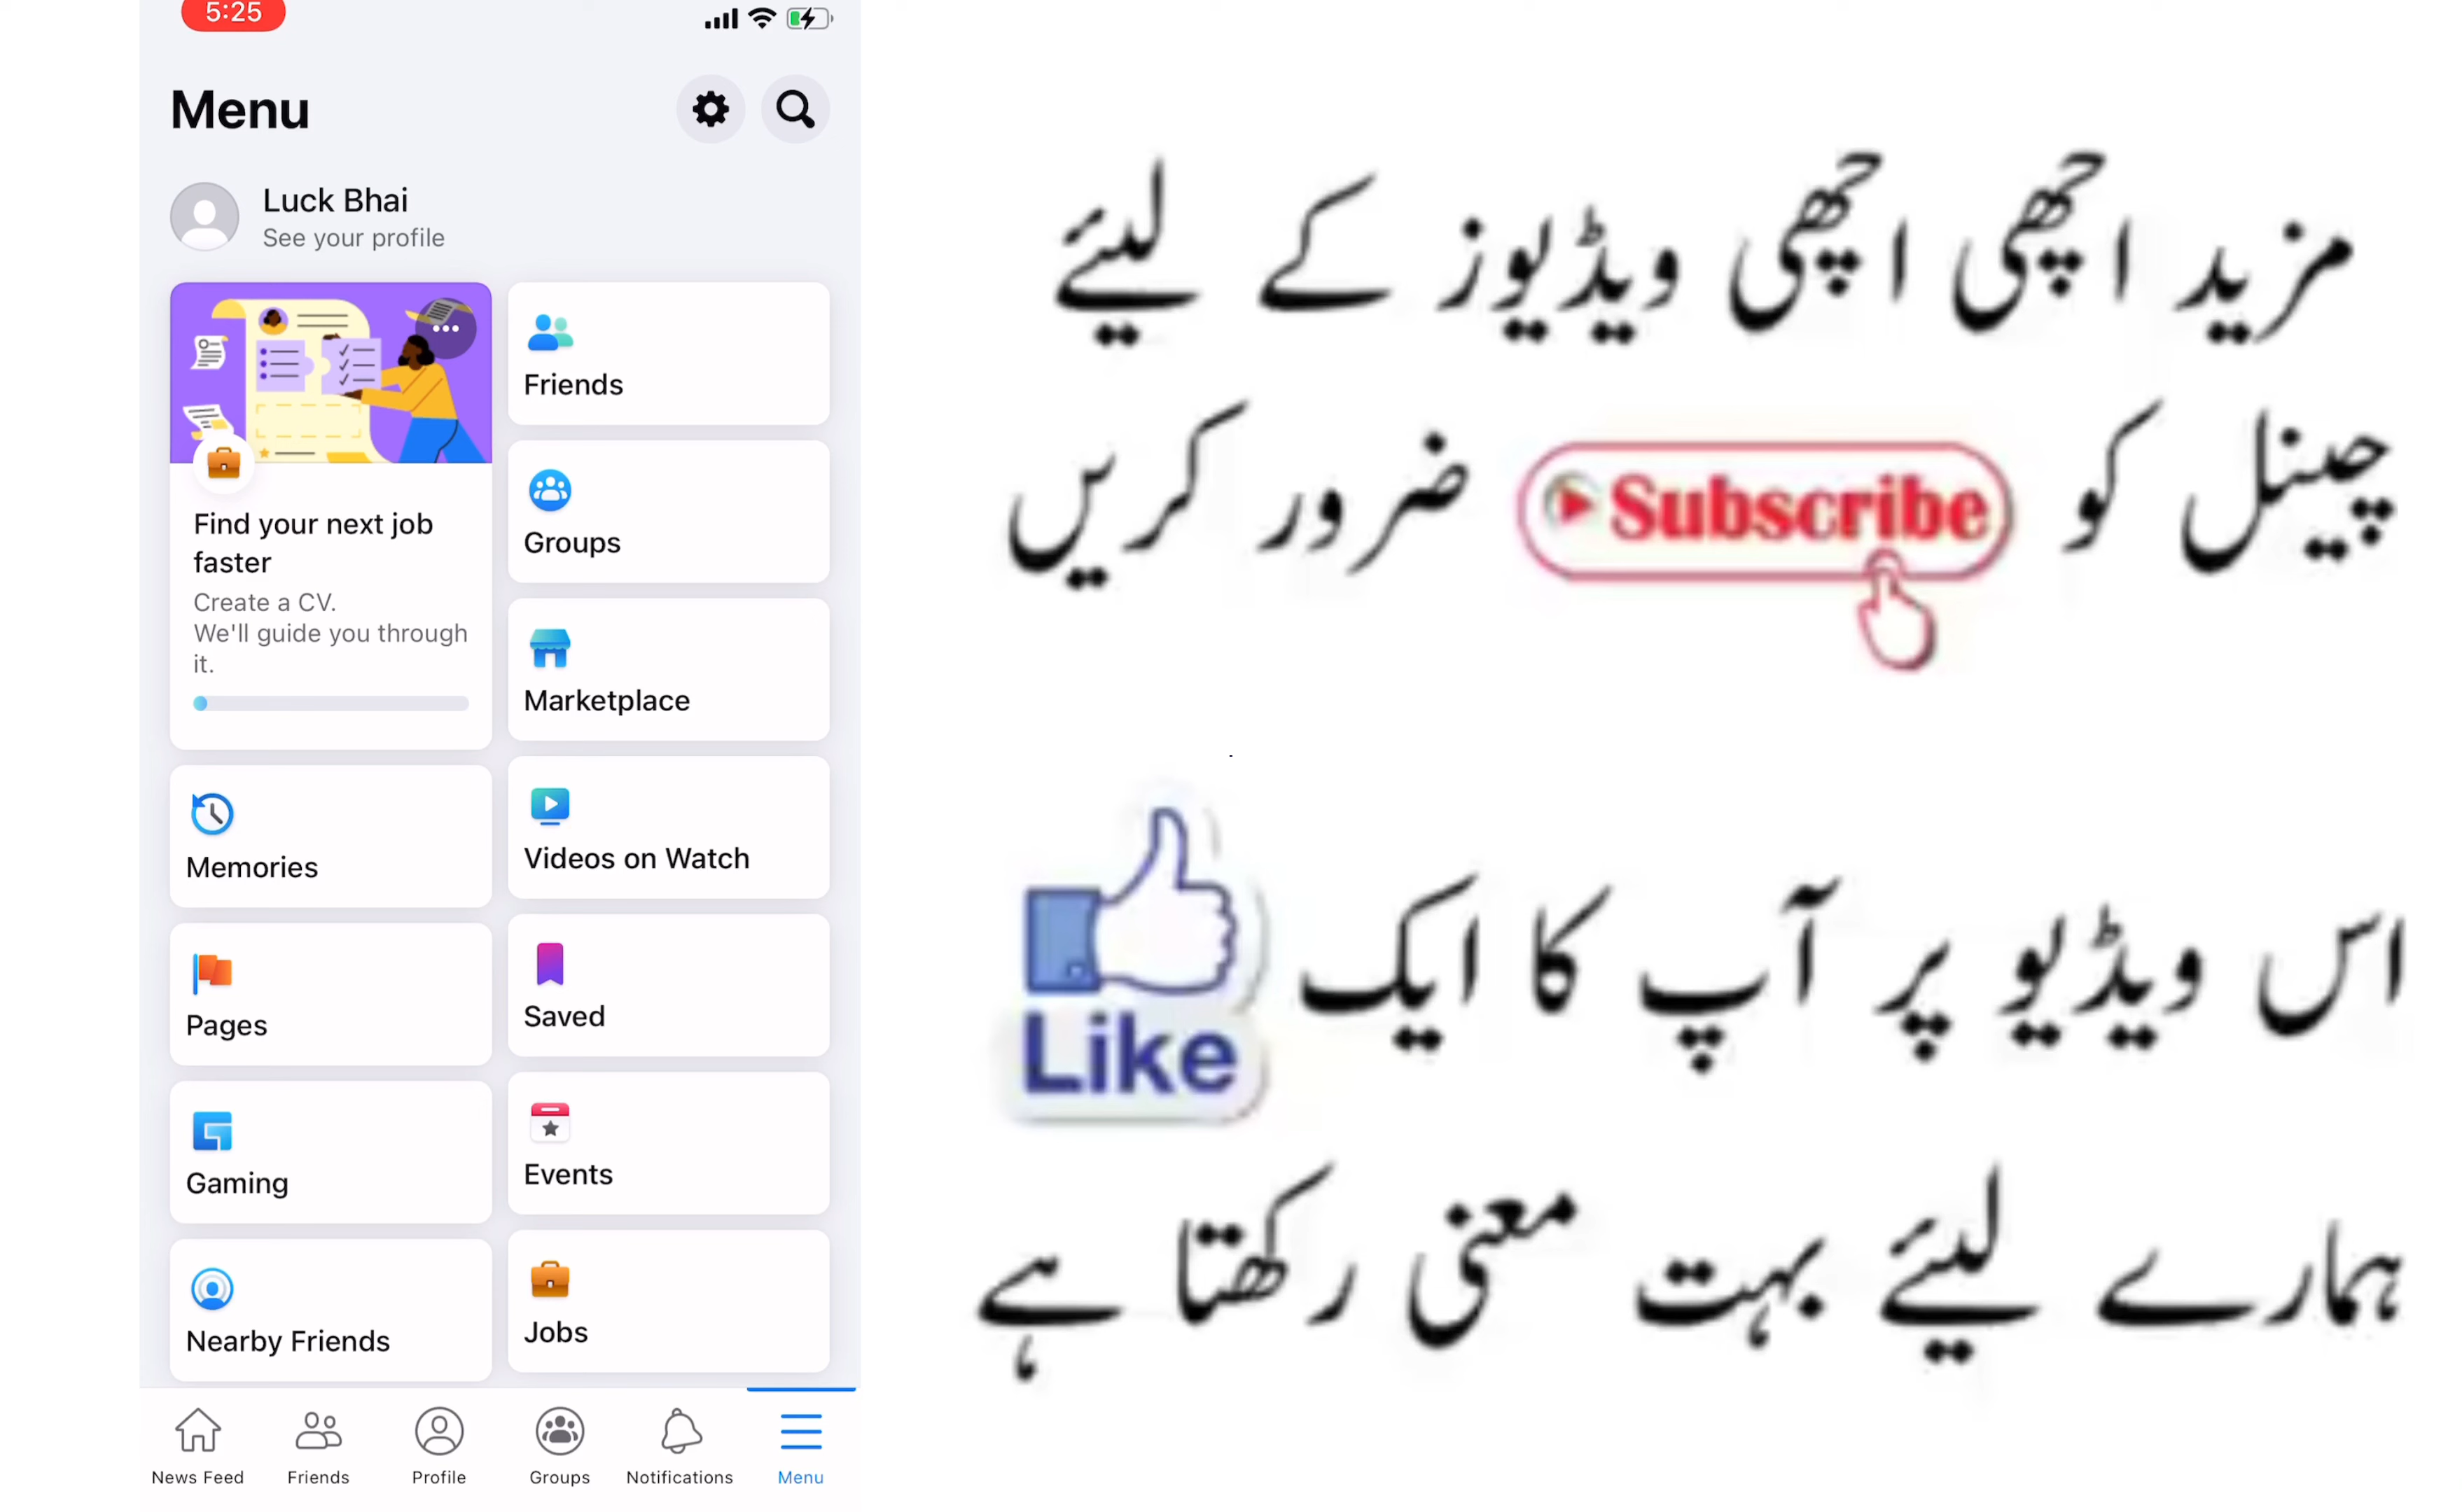 5:25
Menu
Luck Bhai
See your profile
Find your next job
faster
Create a CV.
We'll guide you through
it.
Memories
Pages
Gaming
Nearby Friends
Friends
Groups
Marketplace
Videos on Watch
Saved
Events
Jobs
News Feed
Friends
Profile
Groups
Notifications
Menu
مزید اچھی اچھی ویڈیوز کے لیئے
چینل کو Subscribe ضرور کریں
اس ویڈیو پر آپ کا ایک Like
ہمارے لیئے بہت معنی رکھتا ہے